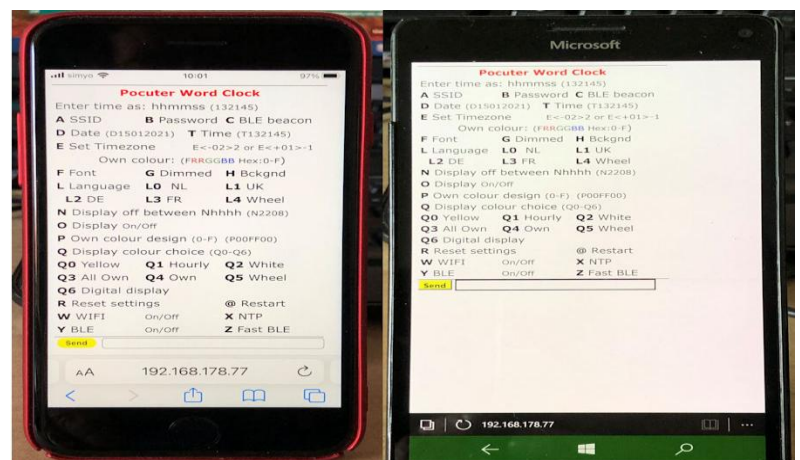 simyo 10:01 97%
Pocuter Word Clock
Enter time as: hhmmss (132145)
A SSID B Password C BLE beacon
D Date (D15012021) T Time (T132145)
E Set Timezone E<-02>2 or E<+01>-1
Own colour: (FRRGGBB Hex:0-F)
F Font G Dimmed H Bckgnd
L Language L0 NL L1 UK
L2 DE L3 FR L4 Wheel
N Display off between Nhhhh (N2208)
O Display On/Off
P Own colour design (0-F) (P00FF00)
Q Display colour choice (Q0-Q6)
Q0 Yellow Q1 Hourly Q2 White
Q3 All Own Q4 Own Q5 Wheel
Q6 Digital display
R Reset settings @ Restart
W WIFI On/Off X NTP
Y BLE On/Off Z Fast BLE
Send
AA 192.168.178.77
Microsoft
Pocuter Word Clock
Enter time as: hhmmss (132145)
A SSID B Password C BLE beacon
D Date (D15012021) T Time (T132145)
E Set Timezone E<-02>2 or E<+01>-1
Own colour: (FRRGGBB Hex:0-F)
F Font G Dimmed H Bckgnd
L Language L0 NL L1 UK
L2 DE L3 FR L4 Wheel
N Display off between Nhhhh (N2208)
O Display On/Off
P Own colour design (0-F) (P00FF00)
Q Display colour choice (Q0-Q6)
Q0 Yellow Q1 Hourly Q2 White
Q3 All Own Q4 Own Q5 Wheel
Q6 Digital display
R Reset settings @ Restart
W WIFI On/Off X NTP
Y BLE On/Off Z Fast BLE
Send
192.168.178.77